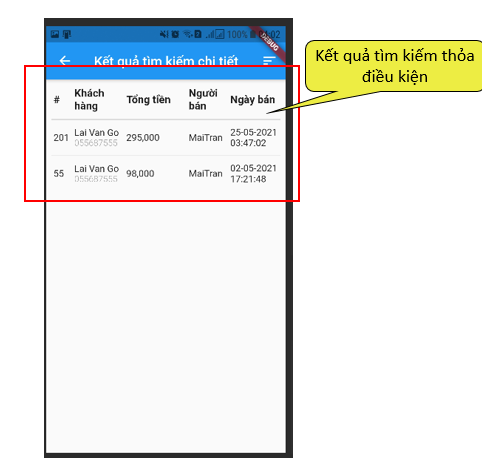 100% 02
DEBUG
Kết quả tìm kiếm chi tiết
Kết quả tìm kiếm thỏa
điều kiện
# Khách hàng Tổng tiền Người bán Ngày bán
201 Lai Van Go 295,000 MaiTran 25-05-2021
055687555 03:47:02
55 Lai Van Go 98,000 MaiTran 02-05-2021
055687555 17:21:48